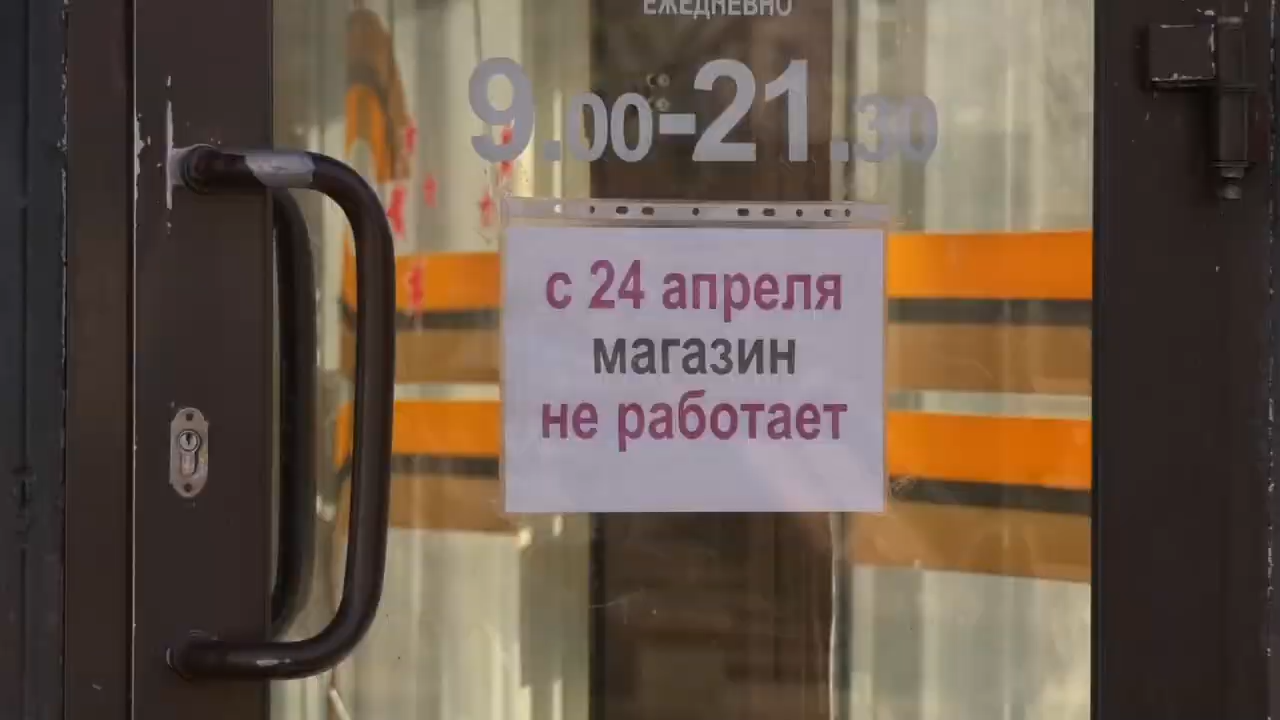 ЕЖЕДНЕВНО
9.00-21.30
с 24 апреля
магазин
не работает